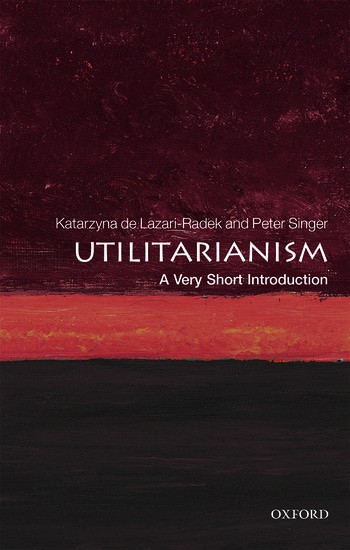 Katarzyna de Lazari-Radek and Peter Singer
UTILITARIANISM
A Very Short Introduction
OXFORD